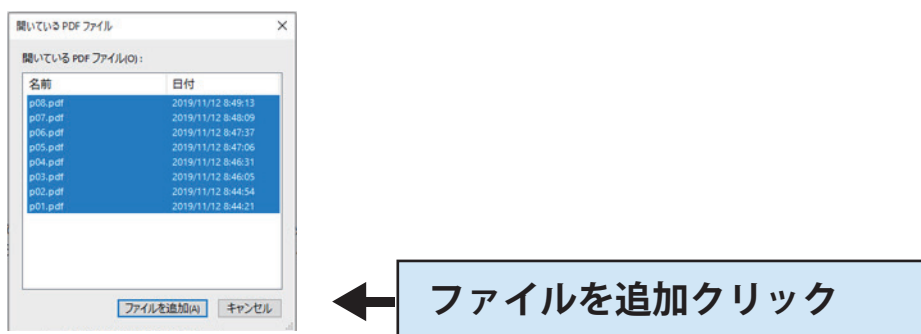 開いている PDF ファイル
開いている PDF ファイル(O) :
名前 日付
p08.pdf 2019/11/12 8:49:13
p07.pdf 2019/11/12 8:48:09
p06.pdf 2019/11/12 8:47:37
p05.pdf 2019/11/12 8:47:06
p04.pdf 2019/11/12 8:46:31
p03.pdf 2019/11/12 8:46:05
p02.pdf 2019/11/12 8:44:54
p01.pdf 2019/11/12 8:44:21
ファイルを追加(A) キャンセル
ファイルを追加クリック